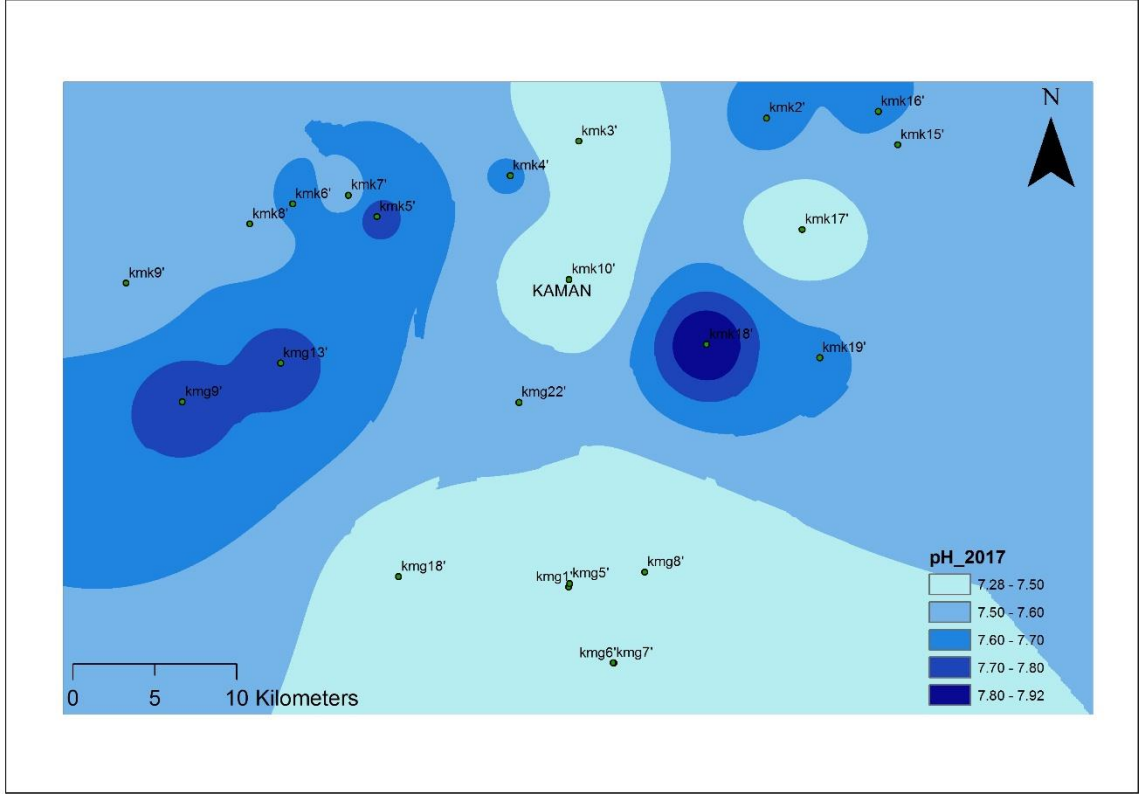 N
kmk2'
kmk16'
kmk3'
kmk15'
kmk4'
kmk7'
kmk6'
kmk5'
kmk8'
kmk17'
kmk9'
kmk10'
KAMAN
kmk18'
kmk19'
kmg13'
kmg9'
kmg22'
kmg18'
kmg8'
kmg1' kmg5'
kmg6' kmg7'
pH_2017
7.28 - 7.50
7.50 - 7.60
7.60 - 7.70
7.70 - 7.80
7.80 - 7.92
0 5 10 Kilometers